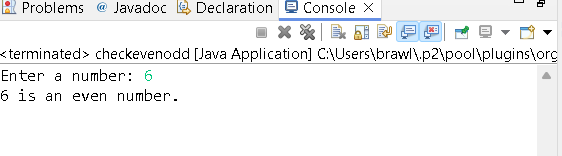 Problems @ Javadoc Declaration Console
<terminated> checkevenodd [Java Application] C:\Users\brawl\.p2\pool\plugins\org
Enter a number: 6
6 is an even number.